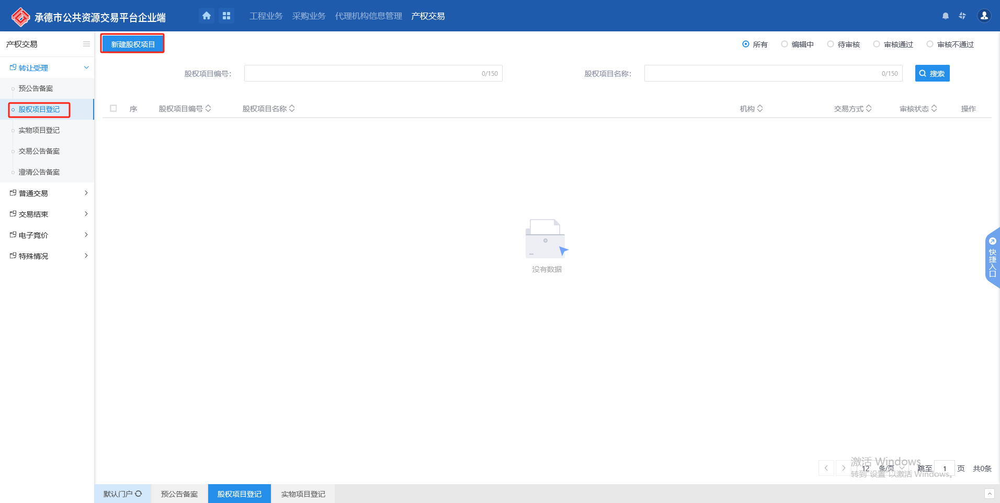 承德市公共资源交易平台企业端
工程业务 采购业务 代理机构信息管理 产权交易
产权交易
转让受理
预公告备案
股权项目登记
实物项目登记
交易公告备案
澄清公告备案
普通交易
交易结束
电子竞价
特殊情况
新建股权项目
所有 编辑中 待审核 审核通过 审核不通过
股权项目编号： 0/150 股权项目名称： 0/150 搜索
序 股权项目编号 股权项目名称 机构 交易方式 审核状态 操作
没有数据
快捷入口
12 条/页 跳至 1 页 共0条
激活 Windows
转到"设置"以激活 Windows。
默认门户 预公告备案 股权项目登记 实物项目登记